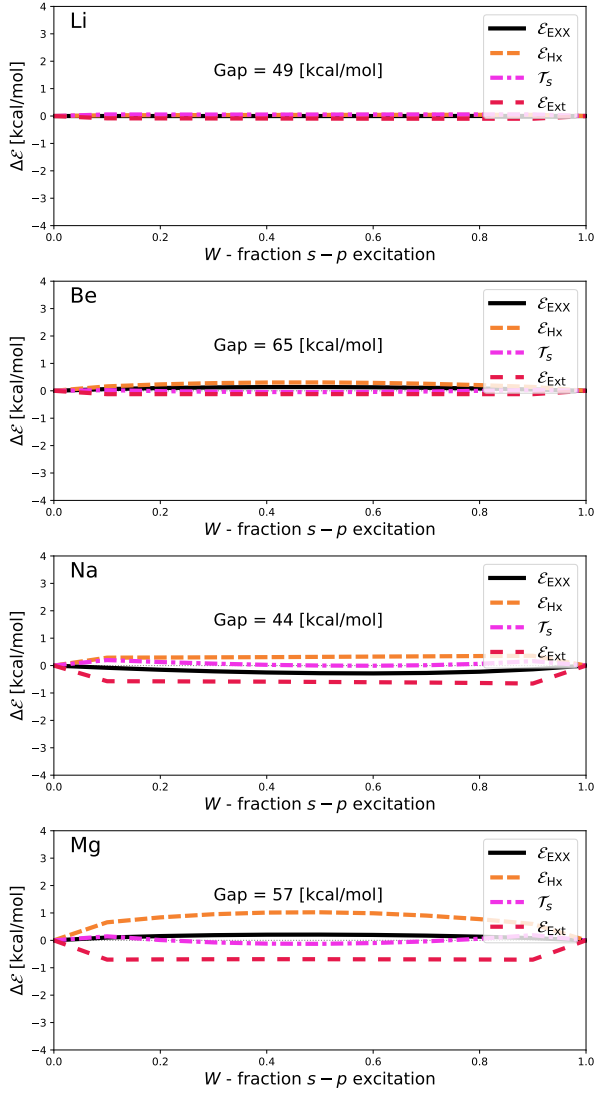 Li
Gap = 49 [kcal/mol]
ℰEXX
ℰHx
𝒯s
ℰExt
4
3
2
1
0
−1
−2
−3
−4
Δℰ [kcal/mol]
0.0 0.2 0.4 0.6 0.8 1.0
W - fraction s − p excitation
Be
Gap = 65 [kcal/mol]
ℰEXX
ℰHx
𝒯s
ℰExt
4
3
2
1
0
−1
−2
−3
−4
Δℰ [kcal/mol]
0.0 0.2 0.4 0.6 0.8 1.0
W - fraction s − p excitation
Na
Gap = 44 [kcal/mol]
ℰEXX
ℰHx
𝒯s
ℰExt
4
3
2
1
0
−1
−2
−3
−4
Δℰ [kcal/mol]
0.0 0.2 0.4 0.6 0.8 1.0
W - fraction s − p excitation
Mg
Gap = 57 [kcal/mol]
ℰEXX
ℰHx
𝒯s
ℰExt
4
3
2
1
0
−1
−2
−3
−4
Δℰ [kcal/mol]
0.0 0.2 0.4 0.6 0.8 1.0
W - fraction s − p excitation